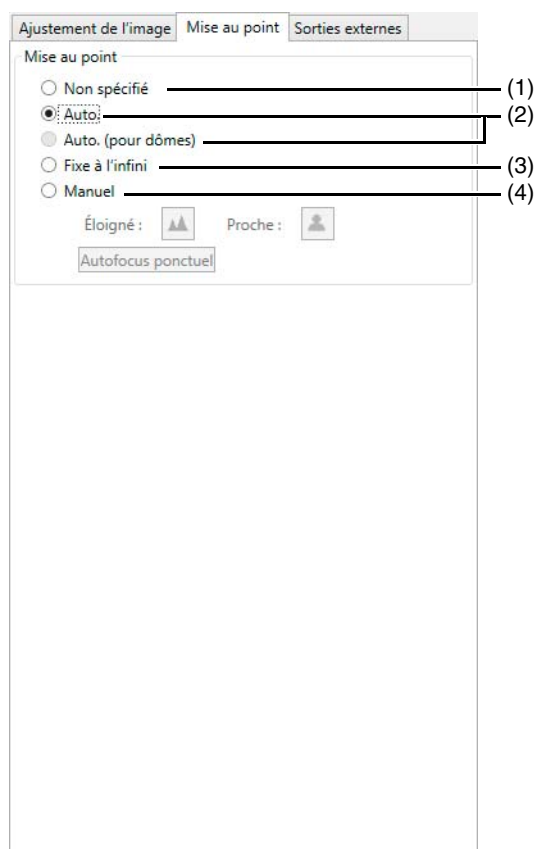 Ajustement de l'image Mise au point Sorties externes
Mise au point
Non spécifié (1)
Auto. (2)
Auto. (pour dômes)
Fixe à l'infini (3)
Manuel (4)
Éloigné : Proche :
Autofocus ponctuel